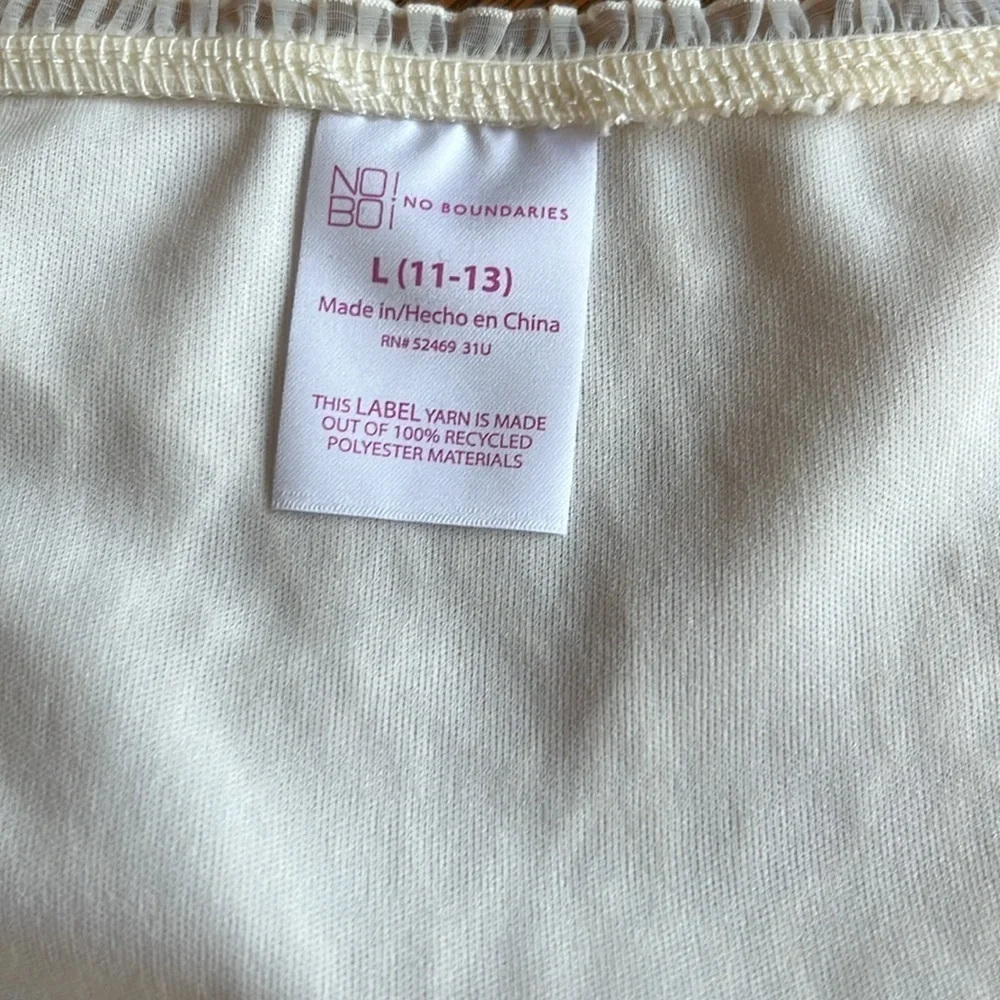 NO!
BO¡ NO BOUNDARIES
L (11-13)
Made in/Hecho en China
RN# 52469 31U
THIS LABEL YARN IS MADE
OUT OF 100% RECYCLED
POLYESTER MATERIALS